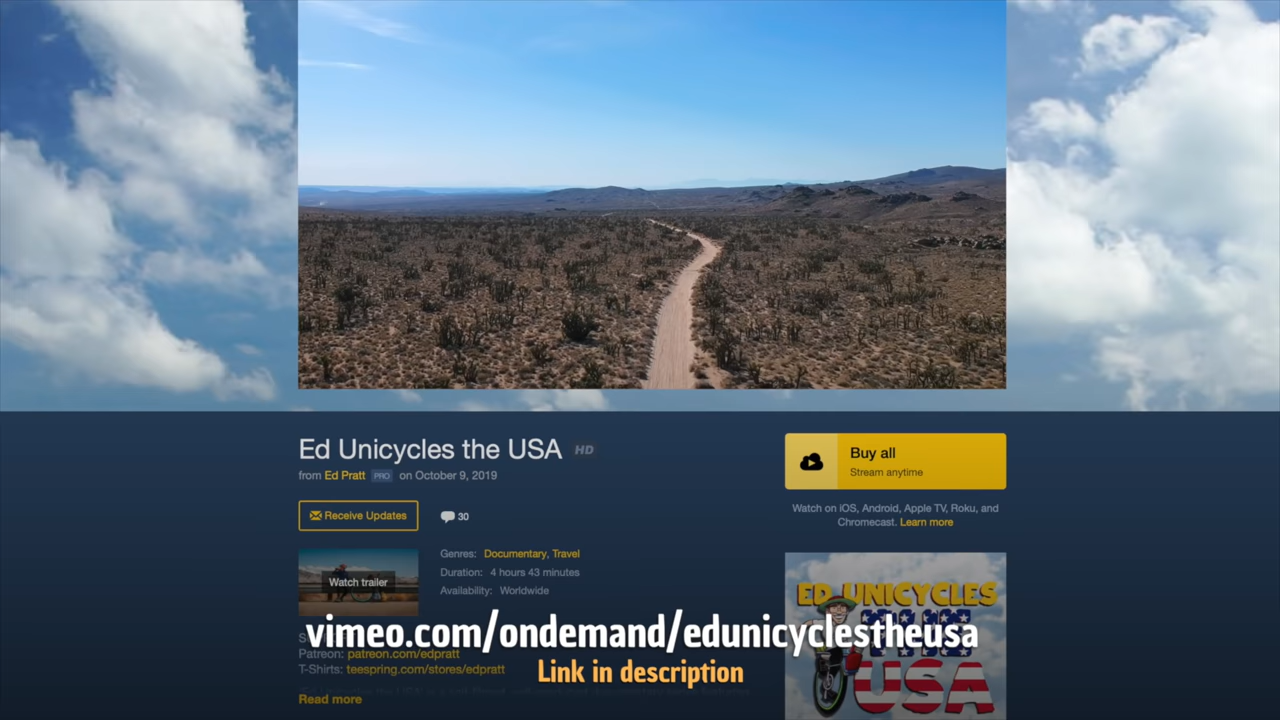 Ed Unicycles the USA HD
from Ed Pratt PRO on October 9, 2019
Receive Updates
30
Watch trailer
Genres: Documentary, Travel
Duration: 4 hours 43 minutes
Availability: Worldwide
Patreon: patreon.com/edpratt
T-Shirts: teespring.com/stores/edpratt
Read more
Buy all
Stream anytime
Watch on iOS, Android, Apple TV, Roku, and
Chromecast. Learn more
ED UNICYCLES
THE
USA
vimeo.com/ondemand/edunicyclestheusa
Link in description